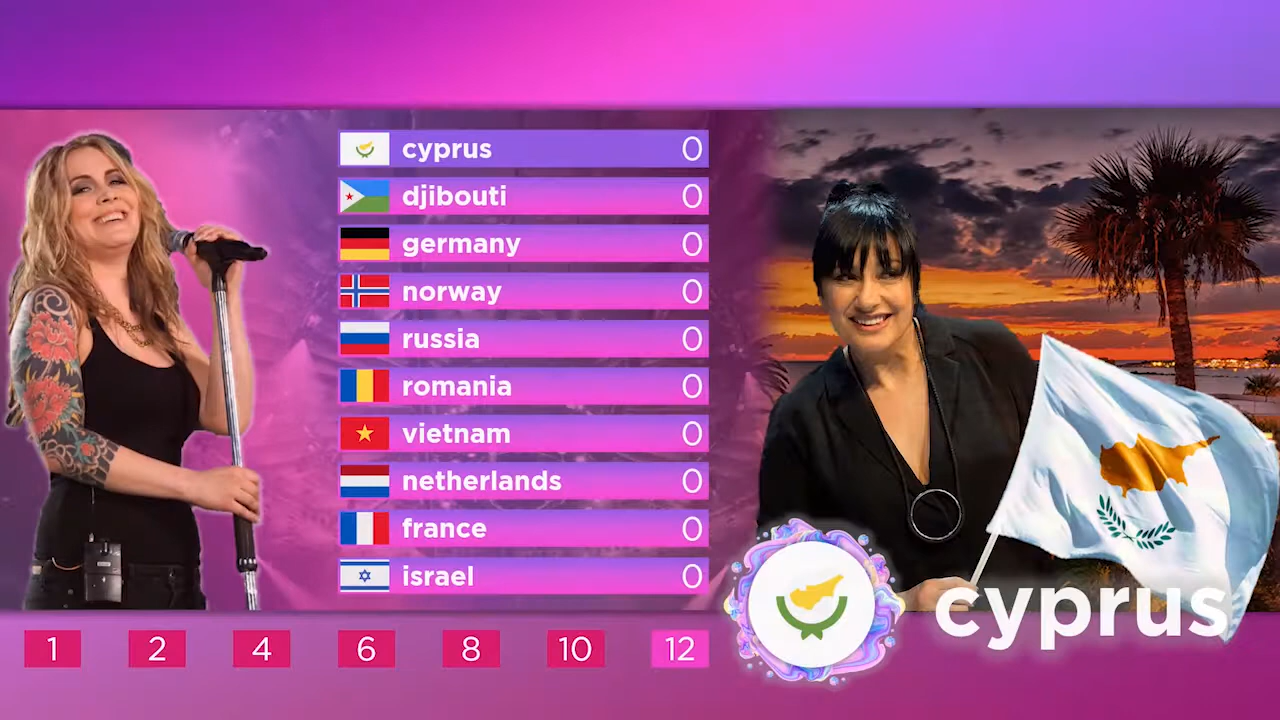 cyprus 0
djibouti 0
germany 0
norway 0
russia 0
romania 0
vietnam 0
netherlands 0
france 0
israel 0
1 2 4 6 8 10 12
cyprus